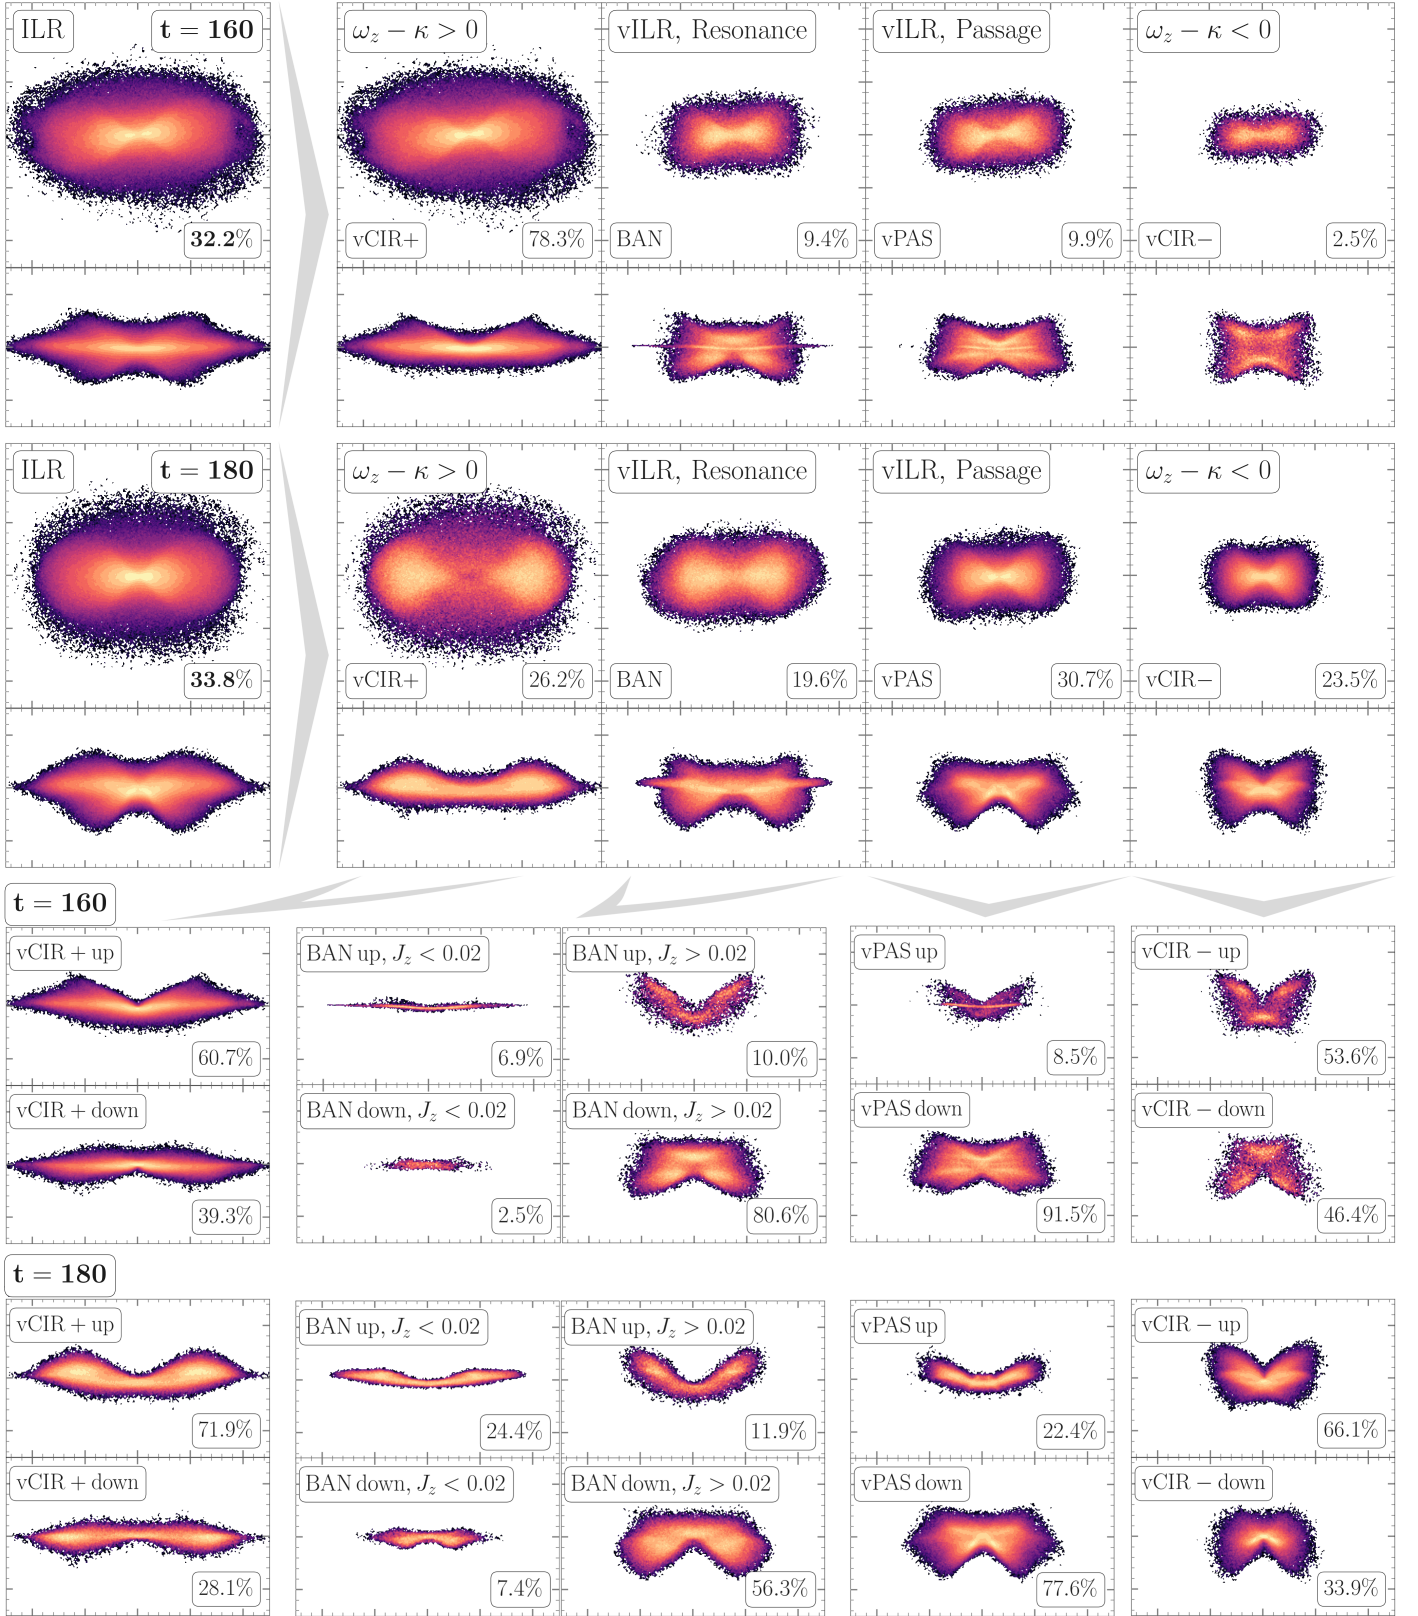 ILR t = 160 ω_z − κ > 0 vILR, Resonance vILR, Passage ω_z − κ < 0
32.2% vCIR+ 78.3% BAN 9.4% vPAS 9.9% vCIR− 2.5%
ILR t = 180 ω_z − κ > 0 vILR, Resonance vILR, Passage ω_z − κ < 0
33.8% vCIR+ 26.2% BAN 19.6% vPAS 30.7% vCIR− 23.5%
t = 160
vCIR + up BAN up, J_z < 0.02 BAN up, J_z > 0.02 vPAS up vCIR − up
60.7% 6.9% 10.0% 8.5% 53.6%
vCIR + down BAN down, J_z < 0.02 BAN down, J_z > 0.02 vPAS down vCIR − down
39.3% 2.5% 80.6% 91.5% 46.4%
t = 180
vCIR + up BAN up, J_z < 0.02 BAN up, J_z > 0.02 vPAS up vCIR − up
71.9% 24.4% 11.9% 22.4% 66.1%
vCIR + down BAN down, J_z < 0.02 BAN down, J_z > 0.02 vPAS down vCIR − down
28.1% 7.4% 56.3% 77.6% 33.9%